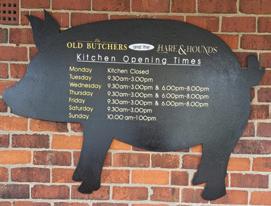 the
OLD BUTCHERS and the HARE & HOUNDS
Kitchen Opening Times
Monday Kitchen Closed
Tuesday 9.30am-3.00pm
Wednesday 9.30am-3.00pm & 6.00pm-8.00pm
Thursday 9.30am-3.00pm & 6.00pm-8.00pm
Friday 9.30am-3.00pm & 6.00pm-8.00pm
Saturday 9.30am-3.00pm
Sunday 10.00am-1.00pm